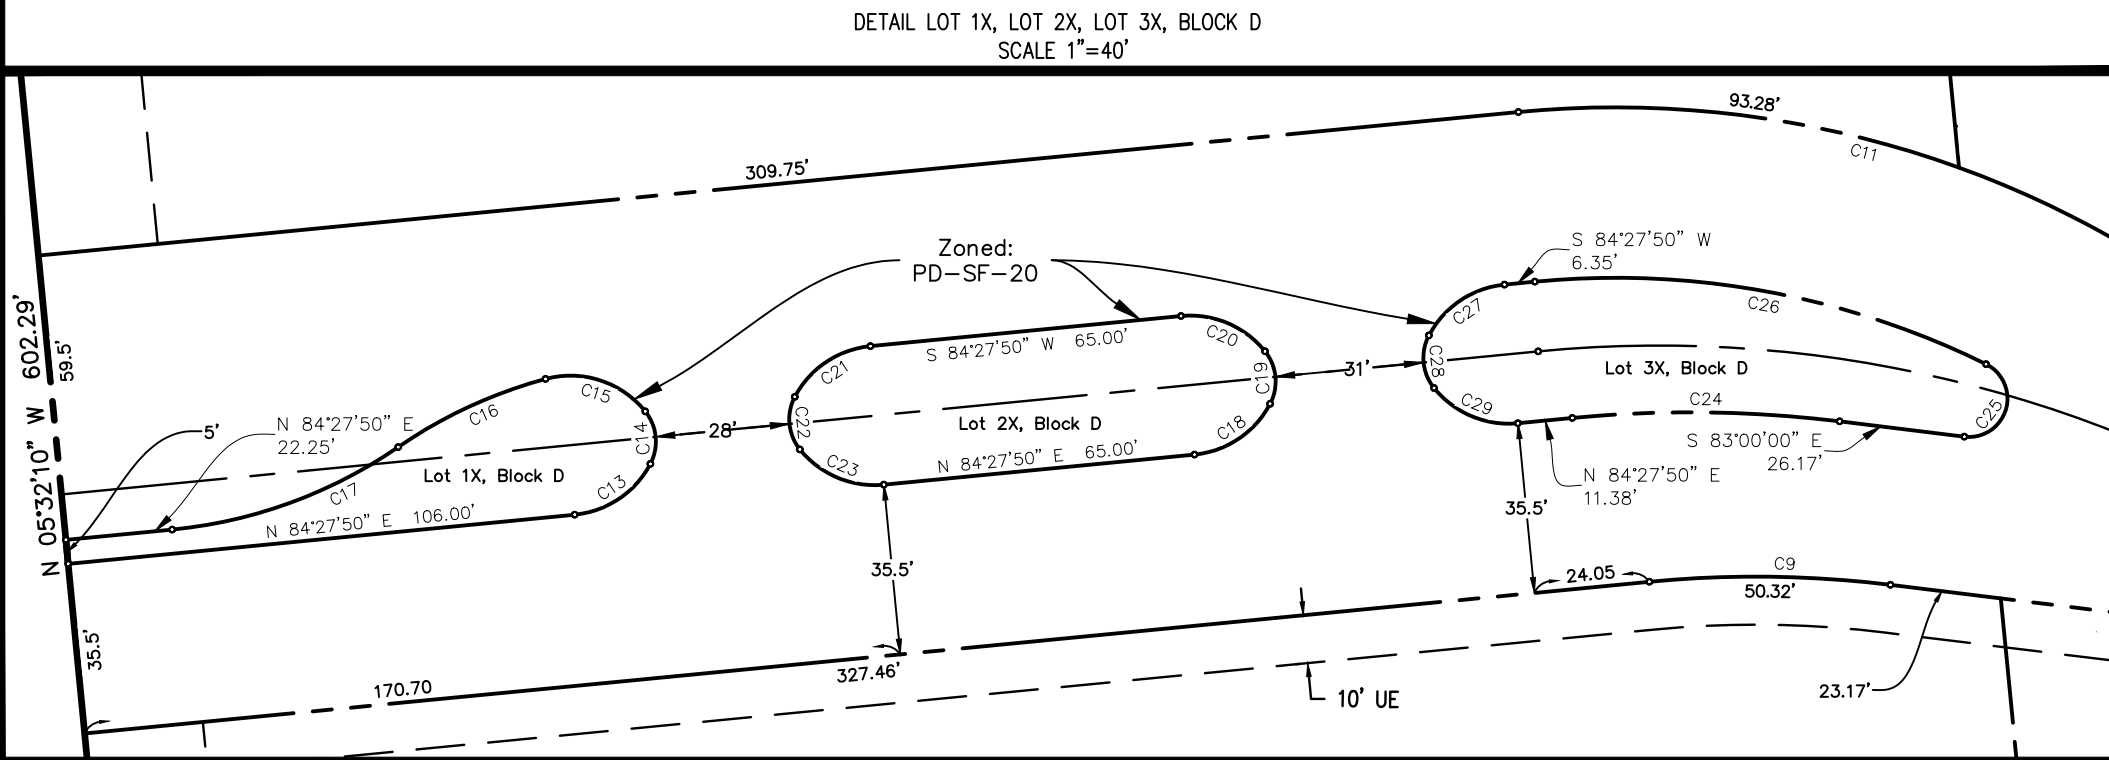 DETAIL LOT 1X, LOT 2X, LOT 3X, BLOCK D
SCALE 1"=40'
93.28'
C11
309.75'
Zoned:
PD-SF-20
S 84°27'50" W
6.35'
C27
C26
C28
Lot 3X, Block D
C24
C29
C25
S 83°00'00" E
26.17'
N 84°27'50" E
11.38'
S 84°27'50" W 65.00'
C20
C21
C19
31'
C22
Lot 2X, Block D
C18
C23
N 84°27'50" E 65.00'
N 05°32'10" W 602.29'
59.5'
C16
C15
C14
28'
N 84°27'50" E
22.25'
5'
C17
Lot 1X, Block D
C13
N 84°27'50" E 106.00'
35.5'
35.5'
35.5'
170.70
327.46'
24.05
C9
50.32'
23.17'
10' UE